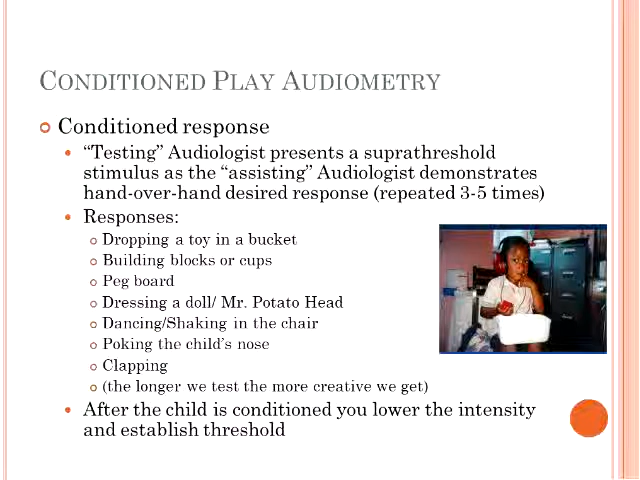 CONDITIONED PLAY AUDIOMETRY
Conditioned response
“Testing” Audiologist presents a suprathreshold
stimulus as the “assisting” Audiologist demonstrates
hand-over-hand desired response (repeated 3-5 times)
Responses:
Dropping a toy in a bucket
Building blocks or cups
Peg board
Dressing a doll/ Mr. Potato Head
Dancing/Shaking in the chair
Poking the child’s nose
Clapping
(the longer we test the more creative we get)
After the child is conditioned you lower the intensity
and establish threshold